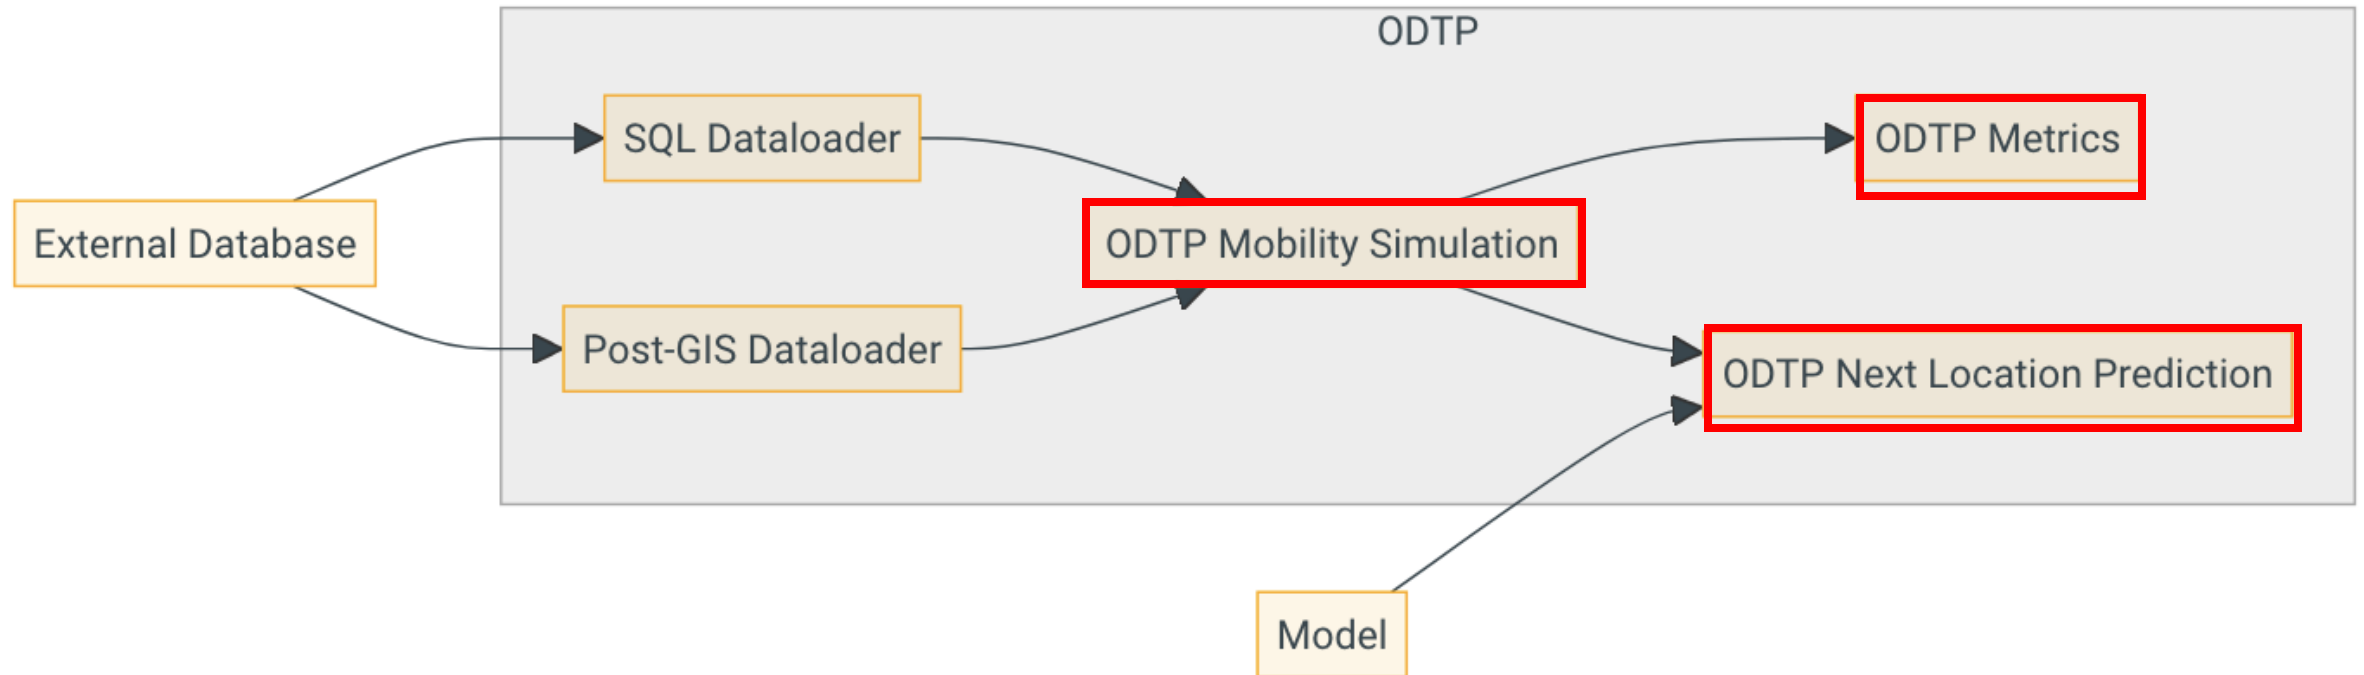 ODTP
SQL Dataloader
ODTP Metrics
External Database
ODTP Mobility Simulation
Post-GIS Dataloader
ODTP Next Location Prediction
Model